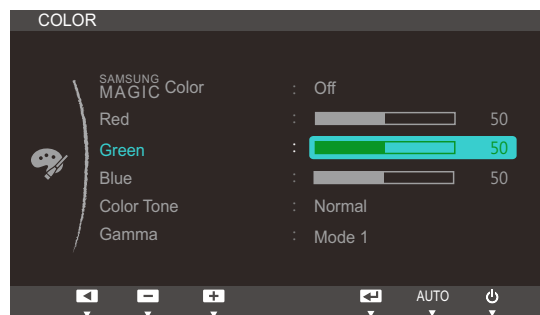 COLOR
SAMSUNG
MAGIC Color : Off
Red : 50
Green : 50
Blue : 50
Color Tone : Normal
Gamma : Mode 1
AUTO